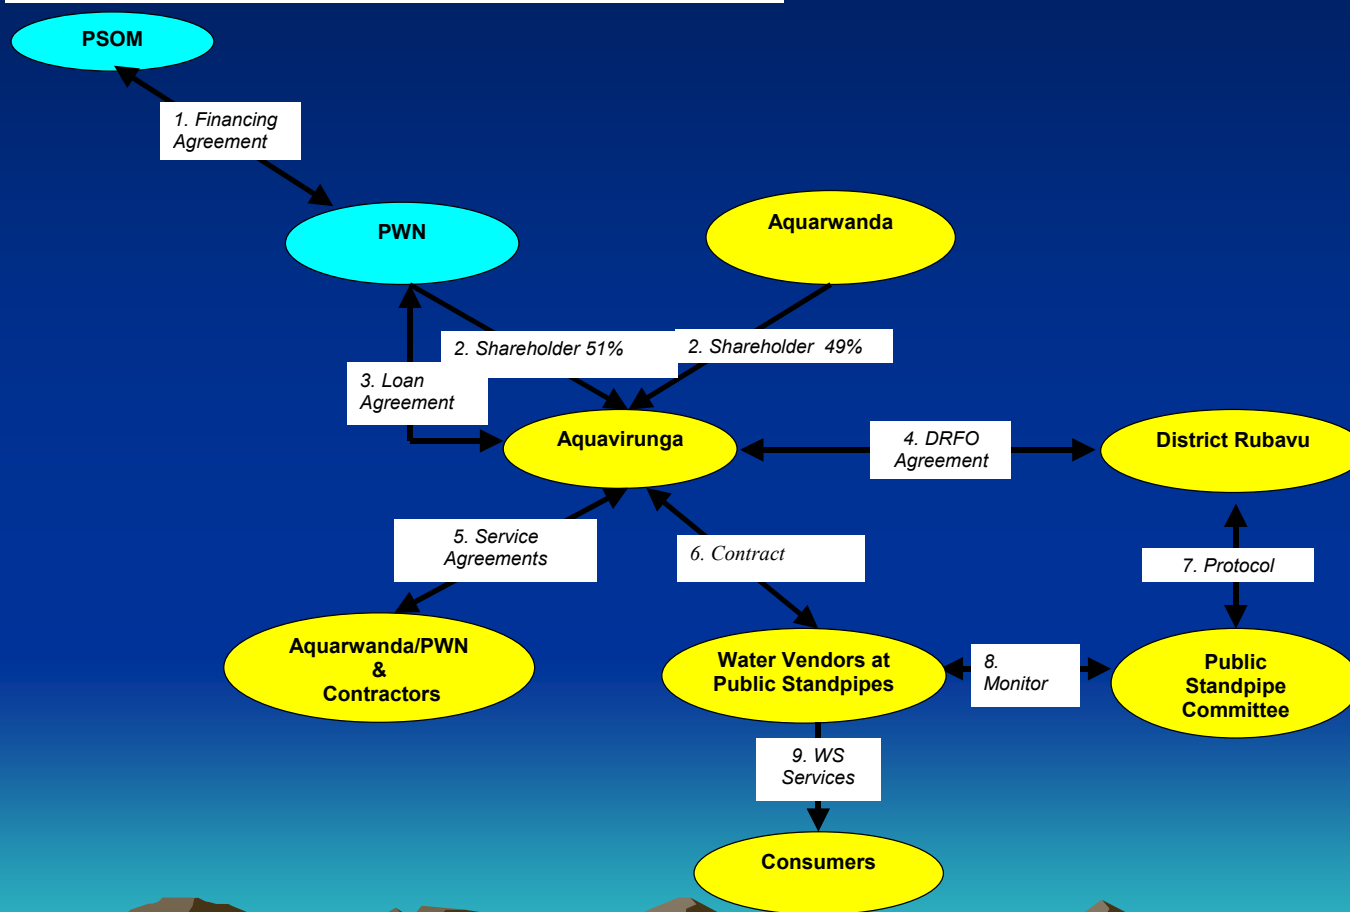 PSOM
1. Financing
Agreement
PWN
Aquarwanda
2. Shareholder 51%
2. Shareholder 49%
3. Loan
Agreement
Aquavirunga
4. DRFO
Agreement
District Rubavu
5. Service
Agreements
6. Contract
7. Protocol
Aquarwanda/PWN
&
Contractors
Water Vendors at
Public Standpipes
8.
Monitor
Public
Standpipe
Committee
9. WS
Services
Consumers